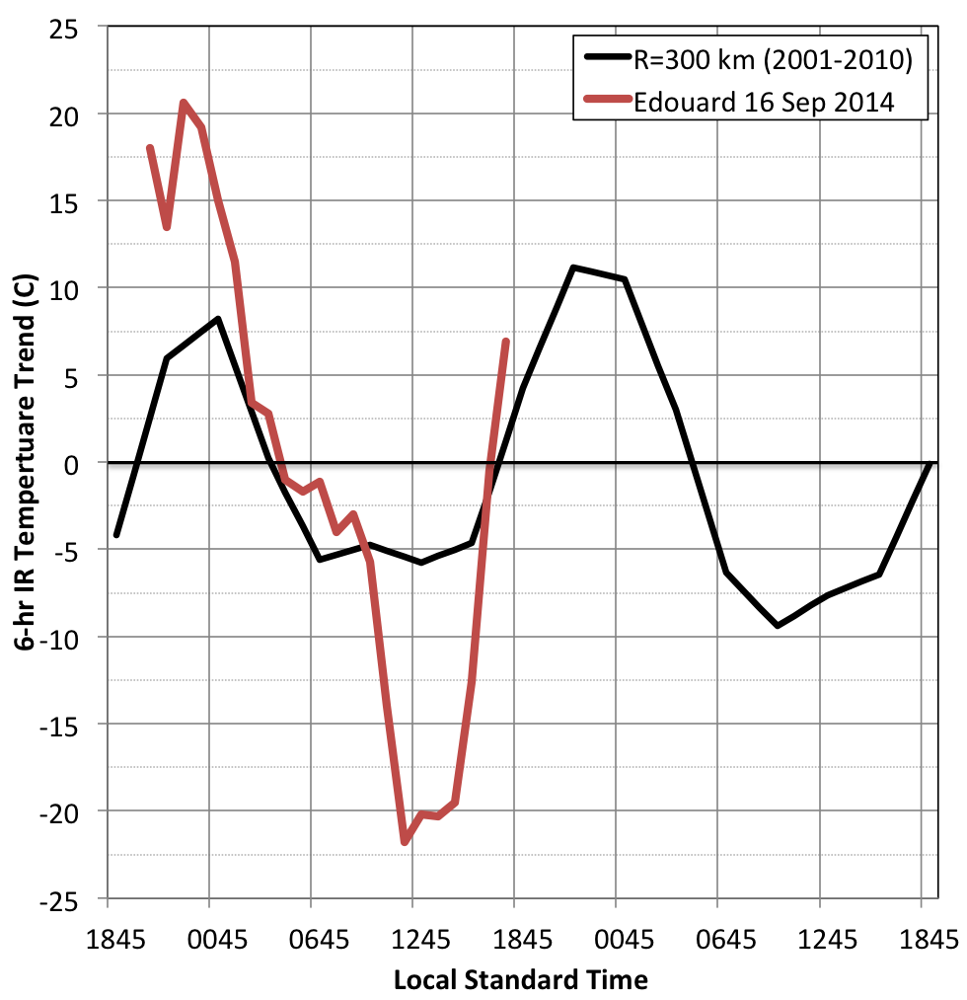 25
20
15
10
5
0
-5
-10
-15
-20
-25
6-hr IR Tempertuare Trend (C)
R=300 km (2001-2010)
Edouard 16 Sep 2014
1845 0045 0645 1245 1845 0045 0645 1245 1845
Local Standard Time